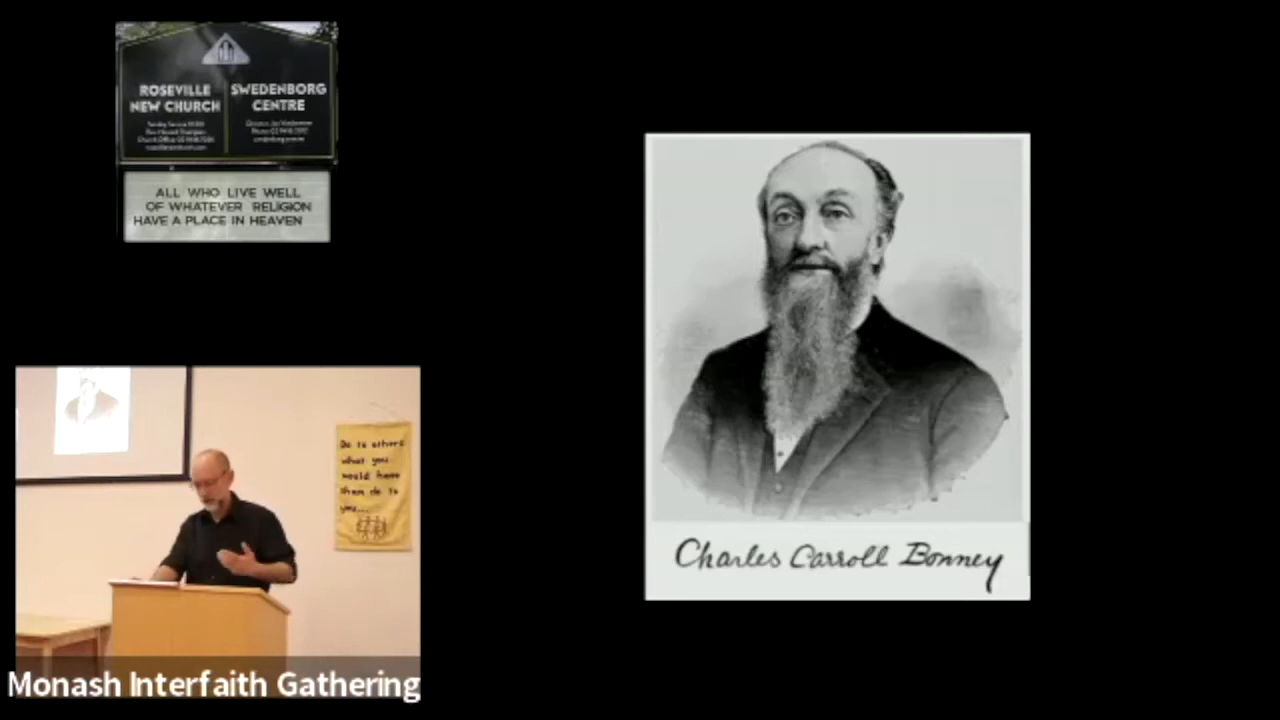 ROSEVILLE
NEW CHURCH
SWEDENBORG
CENTRE
ALL WHO LIVE WELL
OF WHATEVER RELIGION
HAVE A PLACE IN HEAVEN
Charles Carroll Bonney
Do to others
what you
would have
them do to
you...
Monash Interfaith Gathering